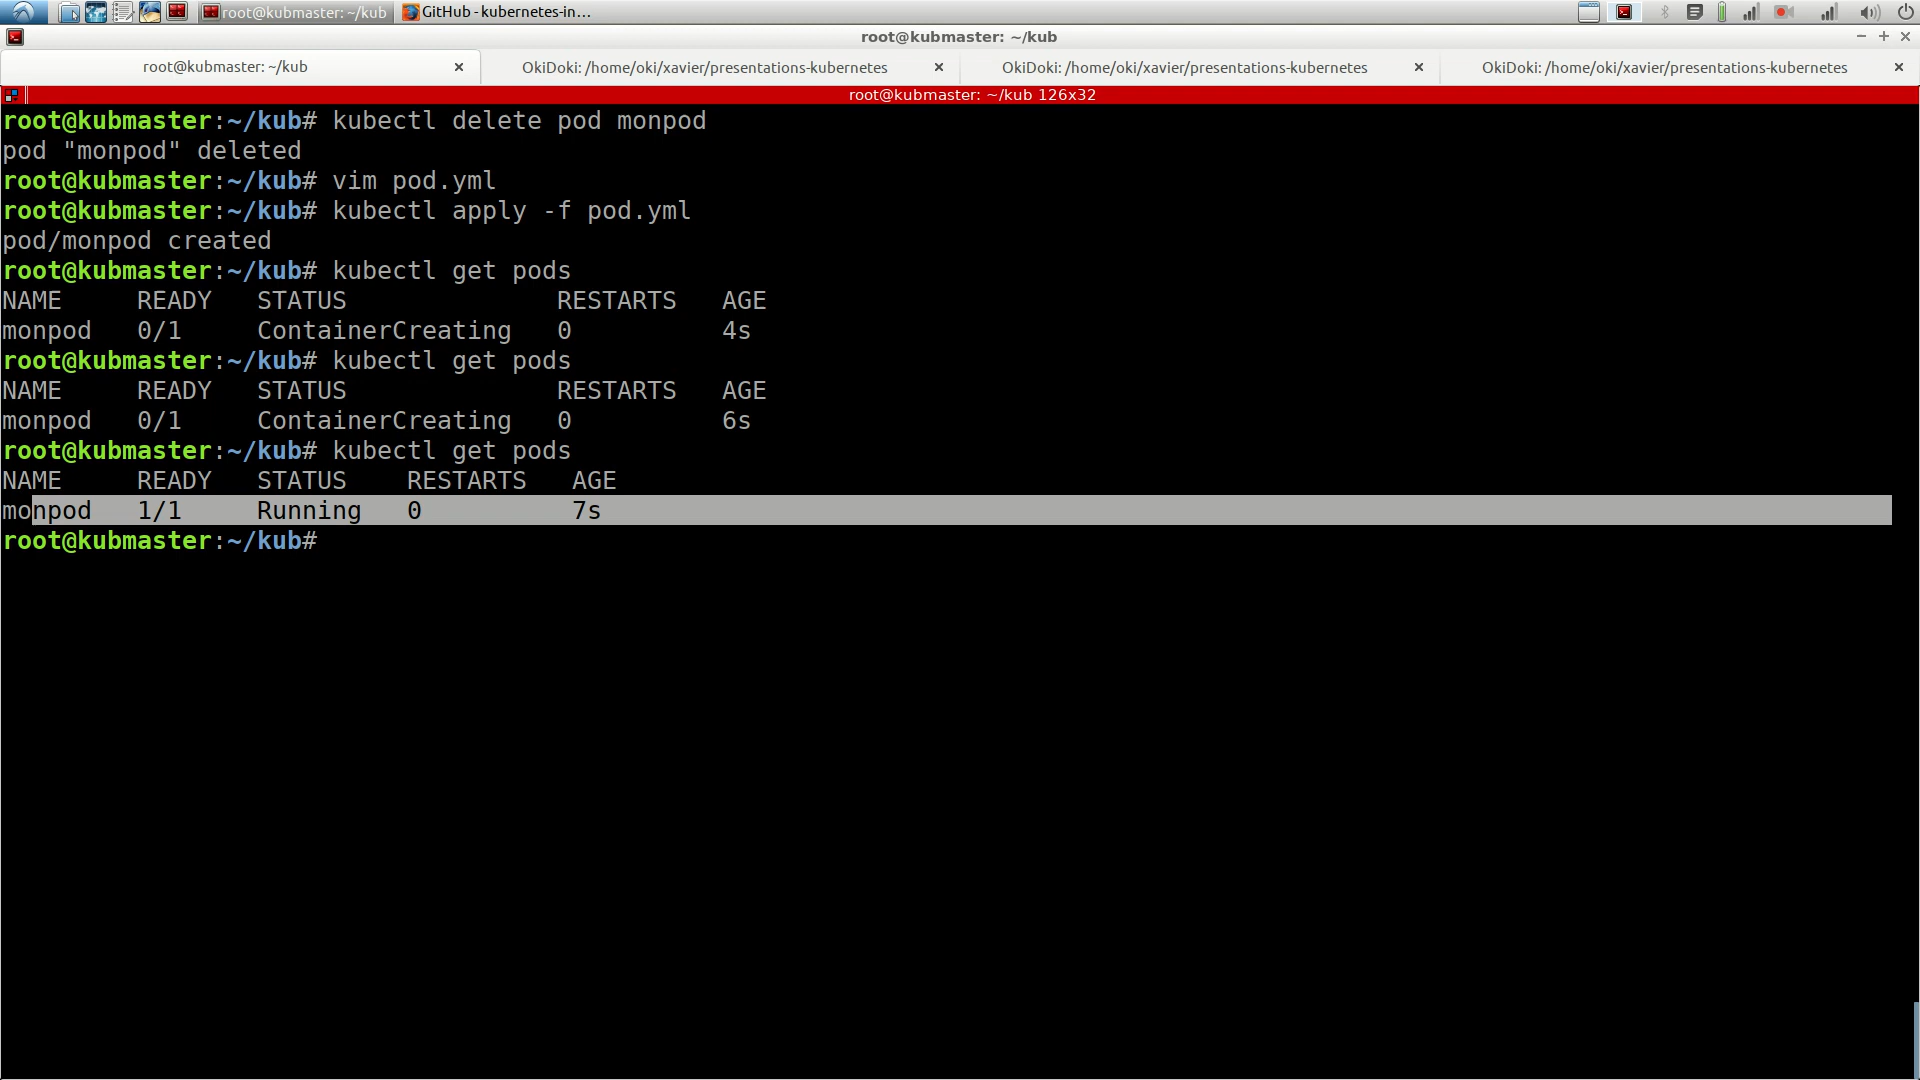 root@kubmaster: ~/kub
GitHub - kubernetes-in...
root@kubmaster: ~/kub
root@kubmaster: ~/kub
OkiDoki: /home/oki/xavier/presentations-kubernetes
OkiDoki: /home/oki/xavier/presentations-kubernetes
OkiDoki: /home/oki/xavier/presentations-kubernetes
root@kubmaster: ~/kub 126x32
root@kubmaster:~/kub# kubectl delete pod monpod
pod "monpod" deleted
root@kubmaster:~/kub# vim pod.yml
root@kubmaster:~/kub# kubectl apply -f pod.yml
pod/monpod created
root@kubmaster:~/kub# kubectl get pods
NAME     READY   STATUS              RESTARTS   AGE
monpod   0/1     ContainerCreating   0          4s
root@kubmaster:~/kub# kubectl get pods
NAME     READY   STATUS              RESTARTS   AGE
monpod   0/1     ContainerCreating   0          6s
root@kubmaster:~/kub# kubectl get pods
NAME     READY   STATUS    RESTARTS   AGE
monpod   1/1     Running   0          7s
root@kubmaster:~/kub#